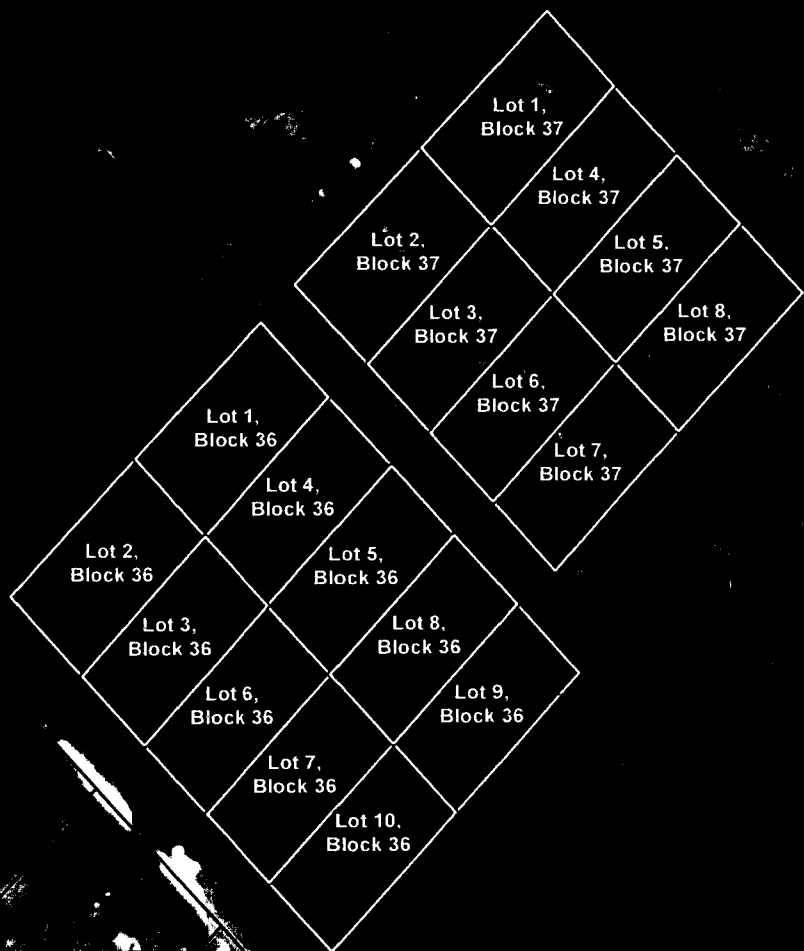 Lot 1,
Block 37
Lot 4,
Block 37
Lot 2,
Block 37
Lot 5,
Block 37
Lot 3,
Block 37
Lot 8,
Block 37
Lot 6,
Block 37
Lot 7,
Block 37
Lot 1,
Block 36
Lot 4,
Block 36
Lot 2,
Block 36
Lot 5,
Block 36
Lot 3,
Block 36
Lot 8,
Block 36
Lot 6,
Block 36
Lot 9,
Block 36
Lot 7,
Block 36
Lot 10,
Block 36